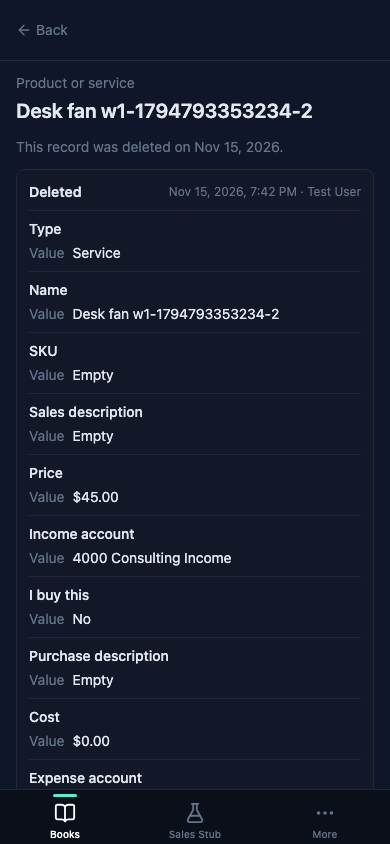 Back
Product or service
Desk fan w1-1794793353234-2
This record was deleted on Nov 15, 2026.
Deleted Nov 15, 2026, 7:42 PM · Test User
Type
Value Service
Name
Value Desk fan w1-1794793353234-2
SKU
Value Empty
Sales description
Value Empty
Price
Value $45.00
Income account
Value 4000 Consulting Income
I buy this
Value No
Purchase description
Value Empty
Cost
Value $0.00
Expense account
Books Sales Stub More